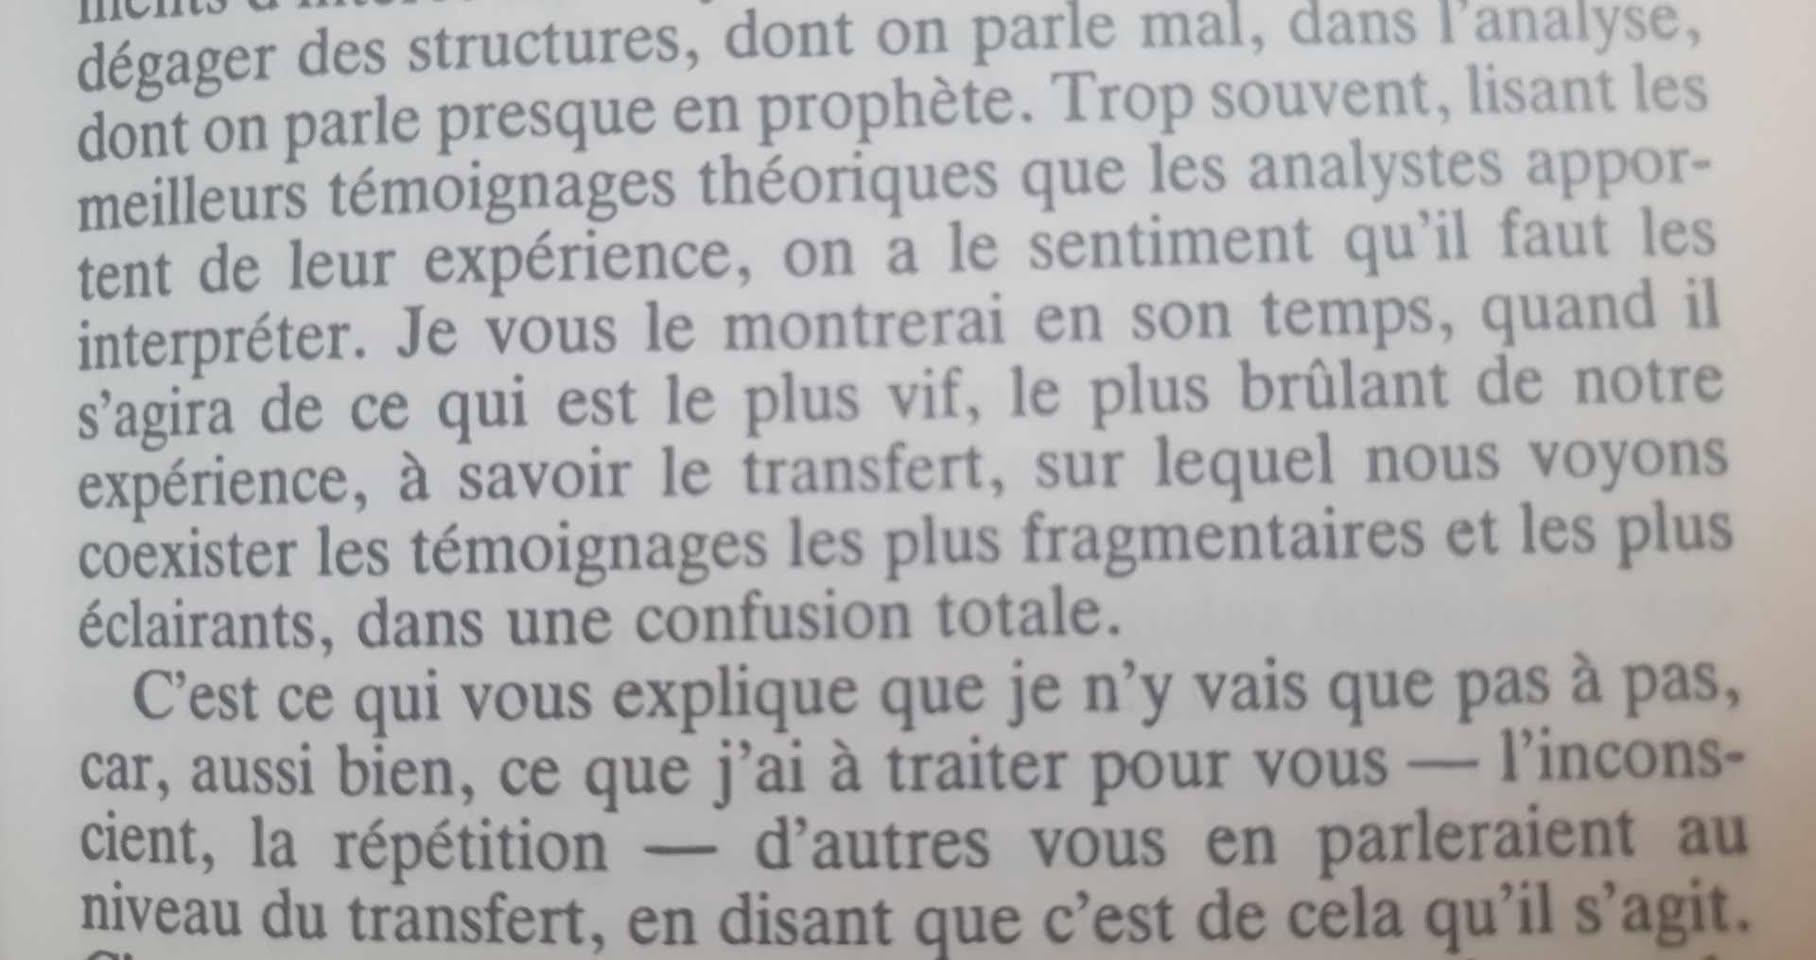 dégager des structures, dont on parle mal, dans l'analyse,
dont on parle presque en prophète. Trop souvent, lisant les
meilleurs témoignages théoriques que les analystes appor-
tent de leur expérience, on a le sentiment qu'il faut les
interpréter. Je vous le montrerai en son temps, quand il
s'agira de ce qui est le plus vif, le plus brûlant de notre
expérience, à savoir le transfert, sur lequel nous voyons
coexister les témoignages les plus fragmentaires et les plus
éclairants, dans une confusion totale.
C'est ce qui vous explique que je n'y vais que pas à pas,
car, aussi bien, ce que j'ai à traiter pour vous — l'incons-
cient, la répétition — d'autres vous en parleraient au
niveau du transfert, en disant que c'est de cela qu'il s'agit.